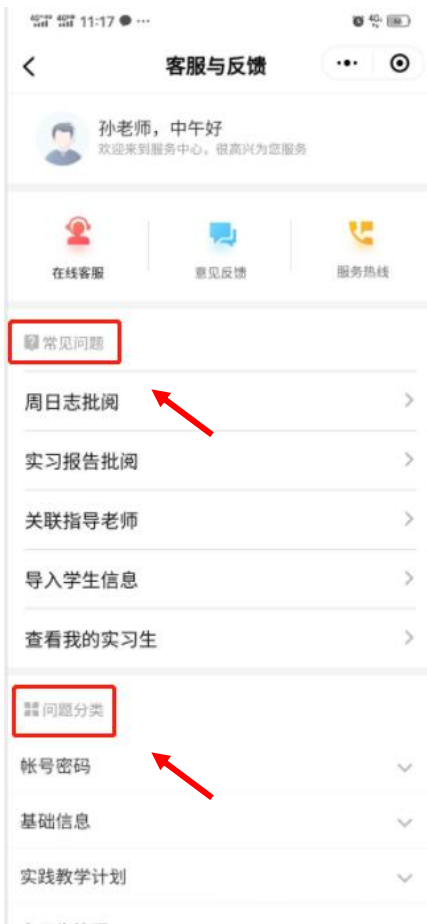 11:17
客服与反馈
孙老师，中午好
欢迎来到服务中心，很高兴为您服务
在线客服 意见反馈 服务热线
常见问题
周日志批阅
实习报告批阅
关联指导老师
导入学生信息
查看我的实习生
问题分类
帐号密码
基础信息
实践教学计划